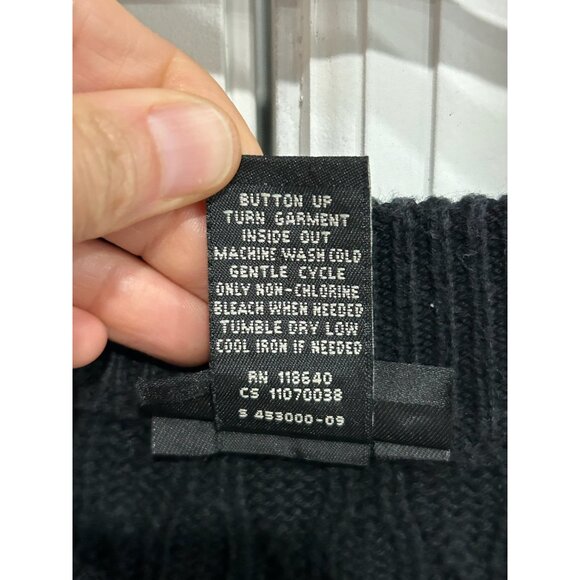 BUTTON UP
TURN GARMENT
INSIDE OUT
MACHINE WASH COLD
GENTLE CYCLE
ONLY NON-CHLORINE
BLEACH WHEN NEEDED
TUMBLE DRY LOW
COOL IRON IF NEEDED
RN 118640
CS 11070038
S 453000-09